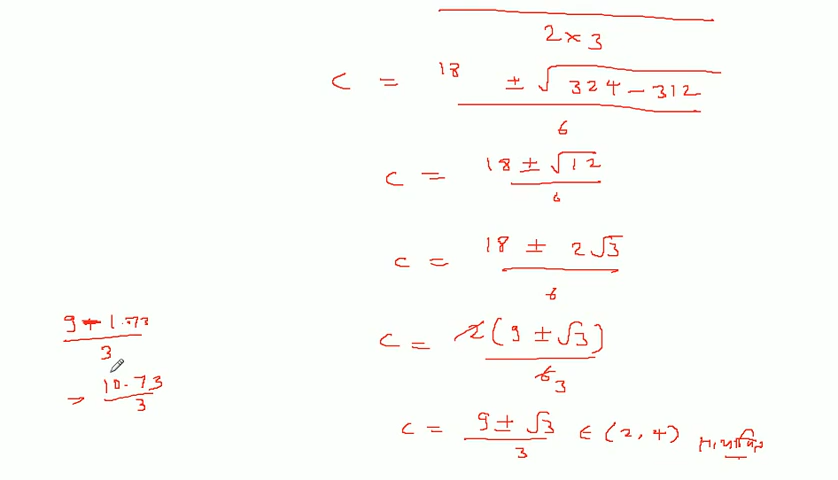 2 × 3
c = 18 ± √324 − 312
6
c = 18 ± √12
6
c = 18 ± 2√3
6
c = 2(9 ± √3)
6 3
c = 9 ± √3 ∈ (2, 4)
3
9 + 1.73
3
⇒ 10.73
3